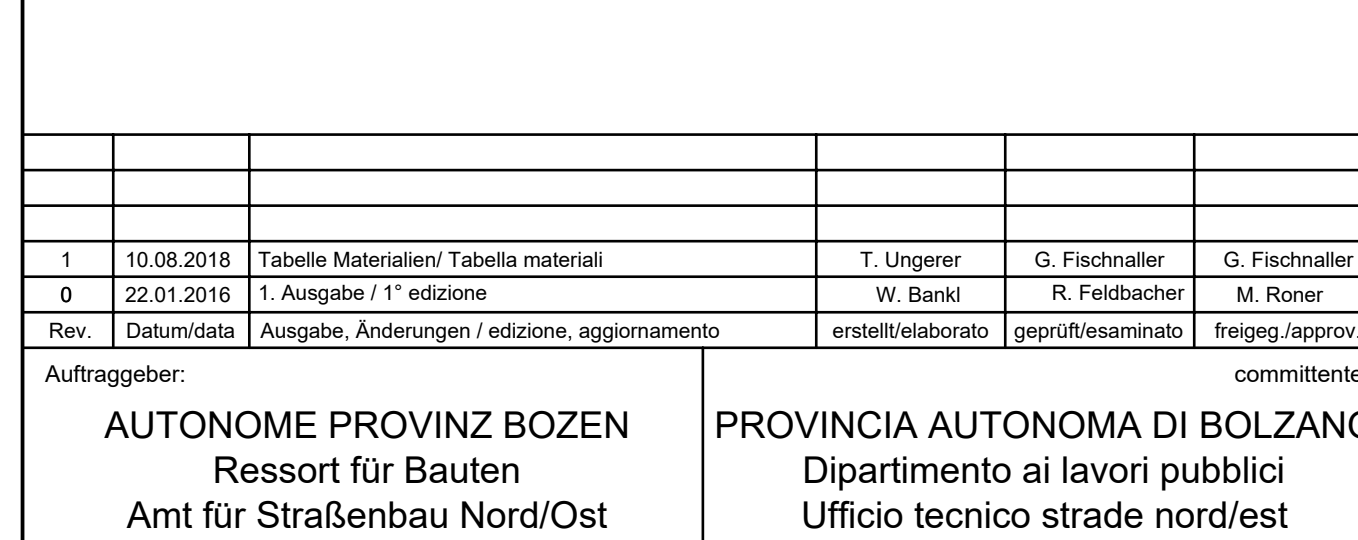 1 10.08.2018 Tabelle Materialien/ Tabella materiali T. Ungerer G. Fischnaller G. Fischnaller
0 22.01.2016 1. Ausgabe / 1° edizione W. Bankl R. Feldbacher M. Roner
Rev. Datum/data Ausgabe, Änderungen / edizione, aggiornamento erstellt/elaborato geprüft/esaminato freigeg./approv.
Auftraggeber: committente
AUTONOME PROVINZ BOZEN PROVINCIA AUTONOMA DI BOLZANO
Ressort für Bauten Dipartimento ai lavori pubblici
Amt für Straßenbau Nord/Ost Ufficio tecnico strade nord/est